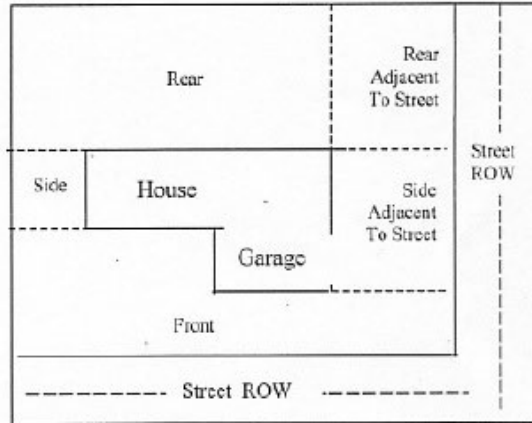 Rear
Rear
Adjacent
To Street
Street
ROW
Side
House
Side
Adjacent
To Street
Garage
Front
Street ROW